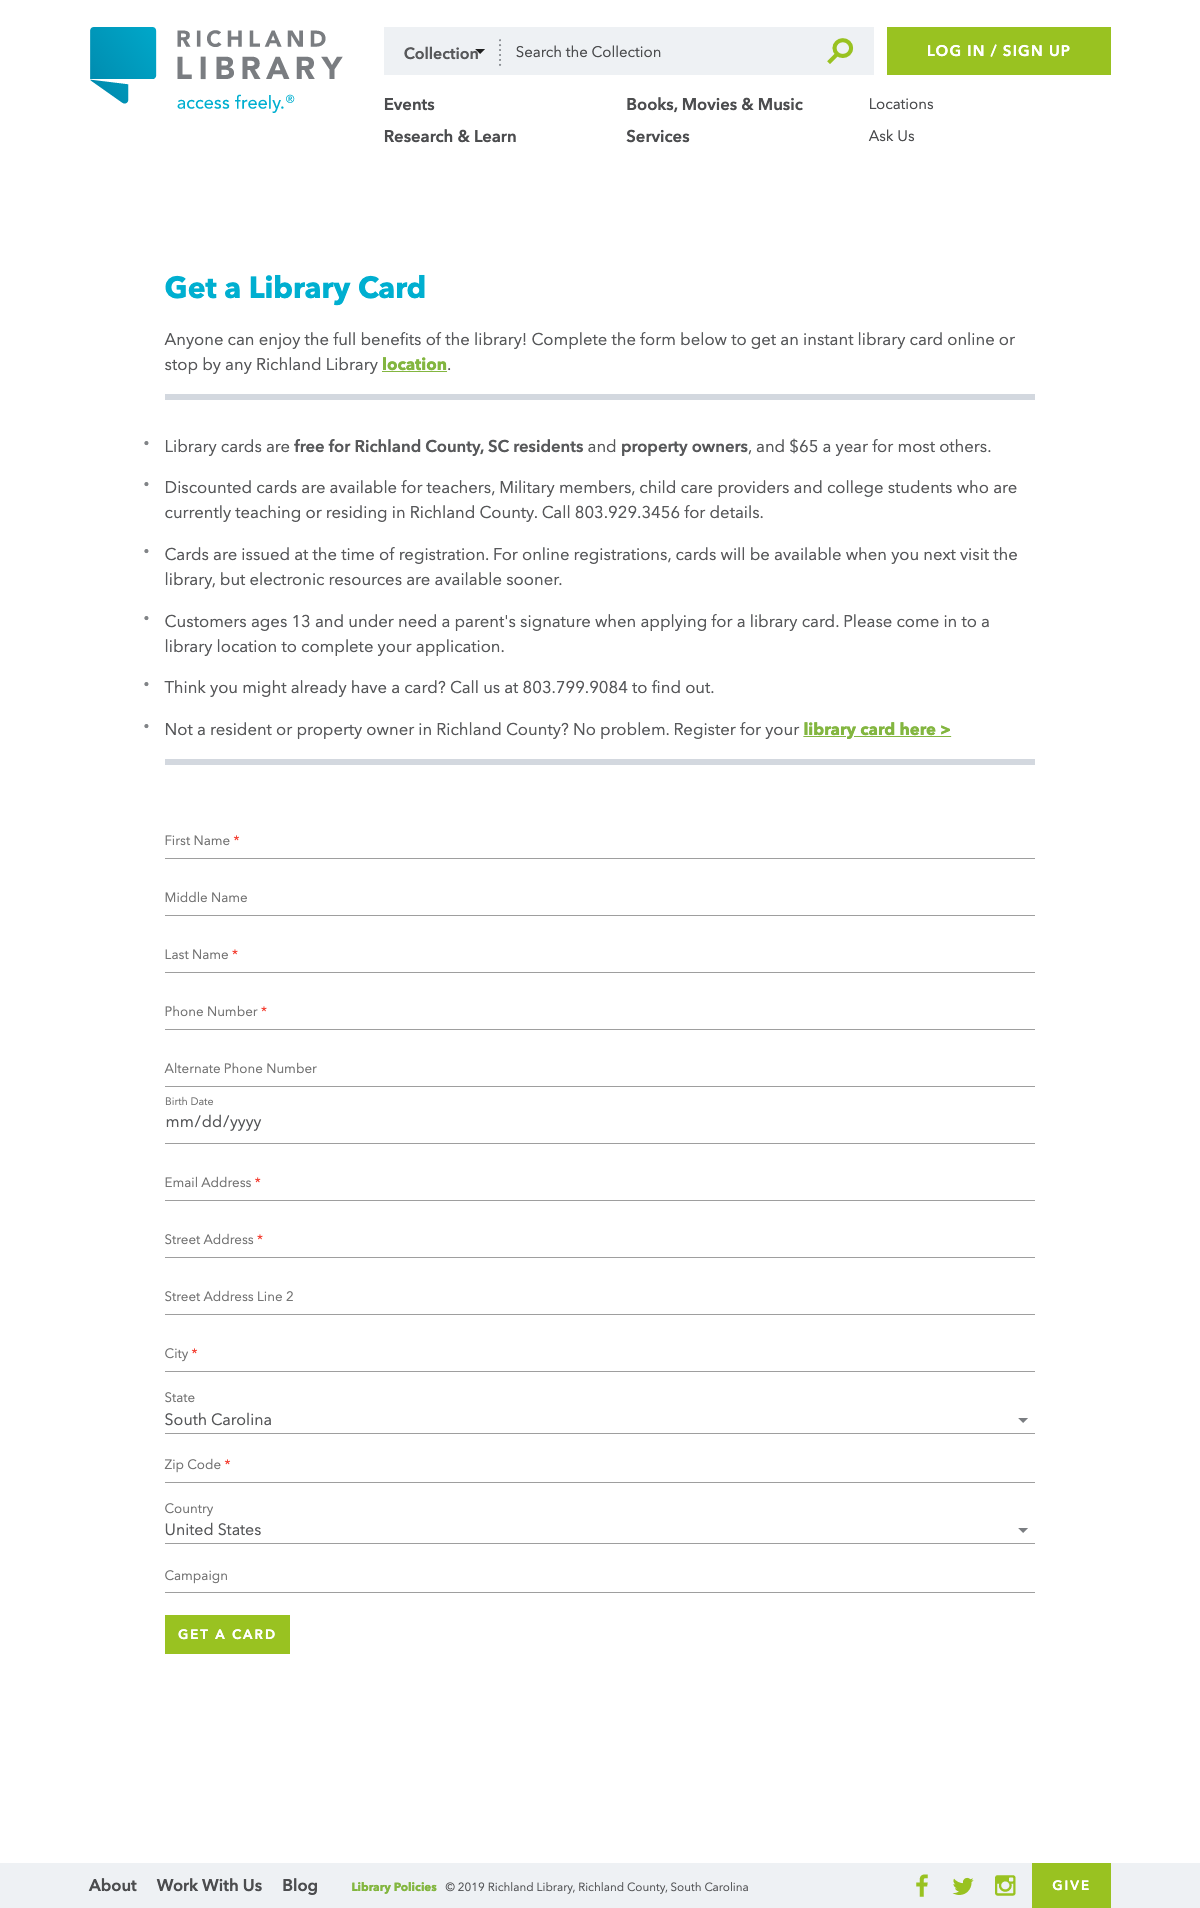 RICHLAND
LIBRARY
access freely.®
Collection
Search the Collection
LOG IN / SIGN UP
Events
Books, Movies & Music
Locations
Research & Learn
Services
Ask Us
Get a Library Card
Anyone can enjoy the full benefits of the library! Complete the form below to get an instant library card online or
stop by any Richland Library location.
• Library cards are free for Richland County, SC residents and property owners, and $65 a year for most others.
• Discounted cards are available for teachers, Military members, child care providers and college students who are
currently teaching or residing in Richland County. Call 803.929.3456 for details.
• Cards are issued at the time of registration. For online registrations, cards will be available when you next visit the
library, but electronic resources are available sooner.
• Customers ages 13 and under need a parent's signature when applying for a library card. Please come in to a
library location to complete your application.
• Think you might already have a card? Call us at 803.799.9084 to find out.
• Not a resident or property owner in Richland County? No problem. Register for your library card here >
First Name *
Middle Name
Last Name *
Phone Number *
Alternate Phone Number
Birth Date
mm/dd/yyyy
Email Address *
Street Address *
Street Address Line 2
City *
State
South Carolina
Zip Code *
Country
United States
Campaign
GET A CARD
About Work With Us Blog Library Policies © 2019 Richland Library, Richland County, South Carolina
GIVE